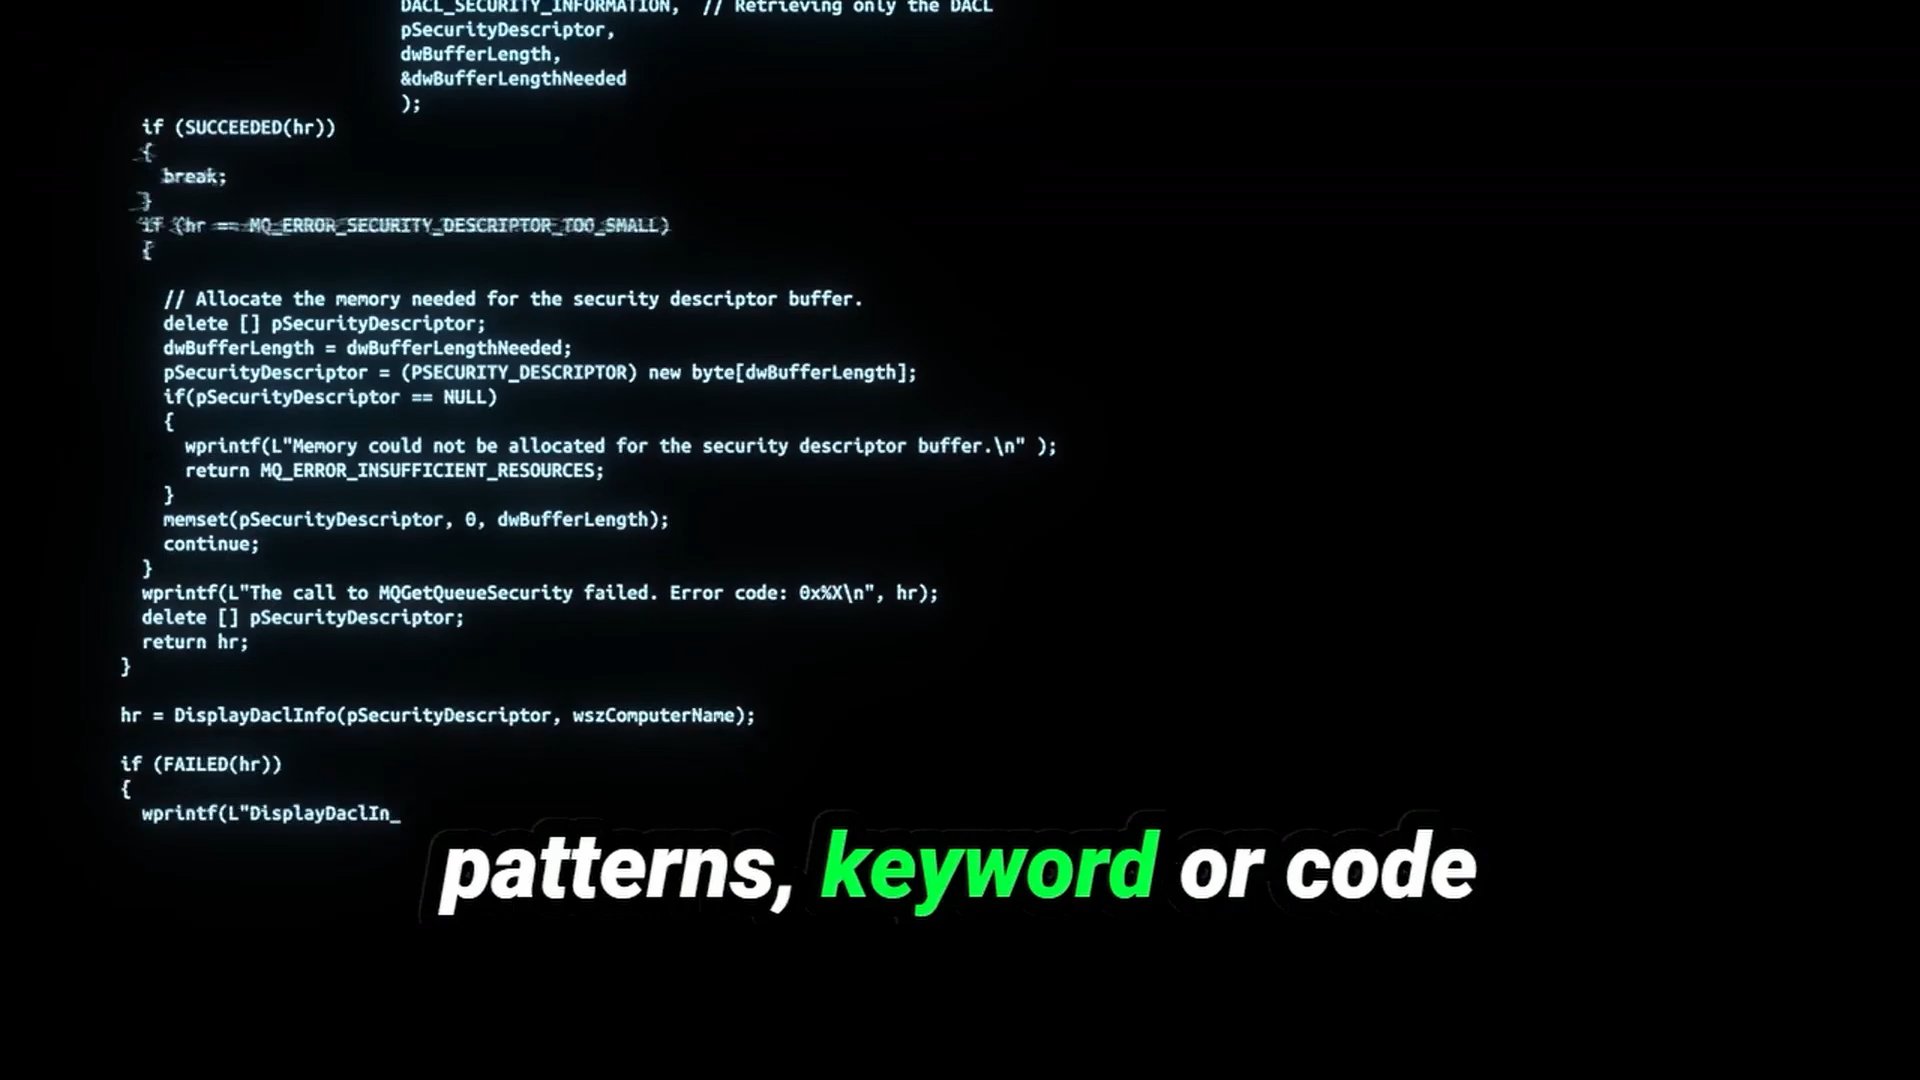 DACL_SECURITY_INFORMATION,  // Retrieving only the DACL
pSecurityDescriptor,
dwBufferLength,
&dwBufferLengthNeeded
);
if (SUCCEEDED(hr))
{
break;
}
if (hr == MQ_ERROR_SECURITY_DESCRIPTOR_TOO_SMALL)
{
// Allocate the memory needed for the security descriptor buffer.
delete [] pSecurityDescriptor;
dwBufferLength = dwBufferLengthNeeded;
pSecurityDescriptor = (PSECURITY_DESCRIPTOR) new byte[dwBufferLength];
if(pSecurityDescriptor == NULL)
{
wprintf(L"Memory could not be allocated for the security descriptor buffer.\n" );
return MQ_ERROR_INSUFFICIENT_RESOURCES;
}
memset(pSecurityDescriptor, 0, dwBufferLength);
continue;
}
wprintf(L"The call to MQGetQueueSecurity failed. Error code: 0x%X\n", hr);
delete [] pSecurityDescriptor;
return hr;
}
hr = DisplayDaclInfo(pSecurityDescriptor, wszComputerName);
if (FAILED(hr))
{
wprintf(L"DisplayDaclIn_
patterns, keyword or code